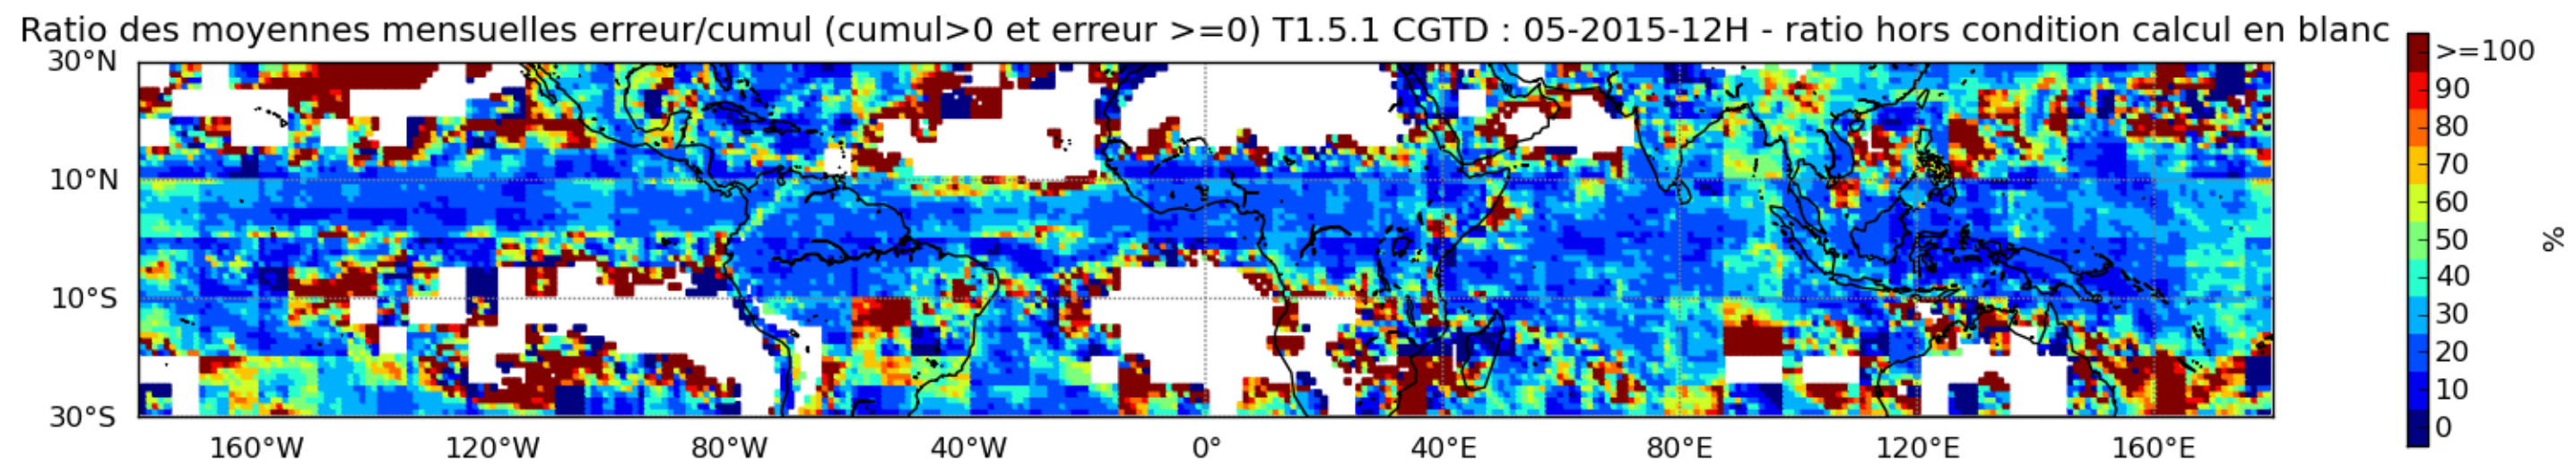 Ratio des moyennes mensuelles erreur/cumul (cumul>0 et erreur >=0) T1.5.1 CGTD : 05-2015-12H - ratio hors condition calcul en blanc
30°N
10°N
10°S
30°S
160°W 120°W 80°W 40°W 0° 40°E 80°E 120°E 160°E
>=100
90
80
70
60
50
40
30
20
10
0
%